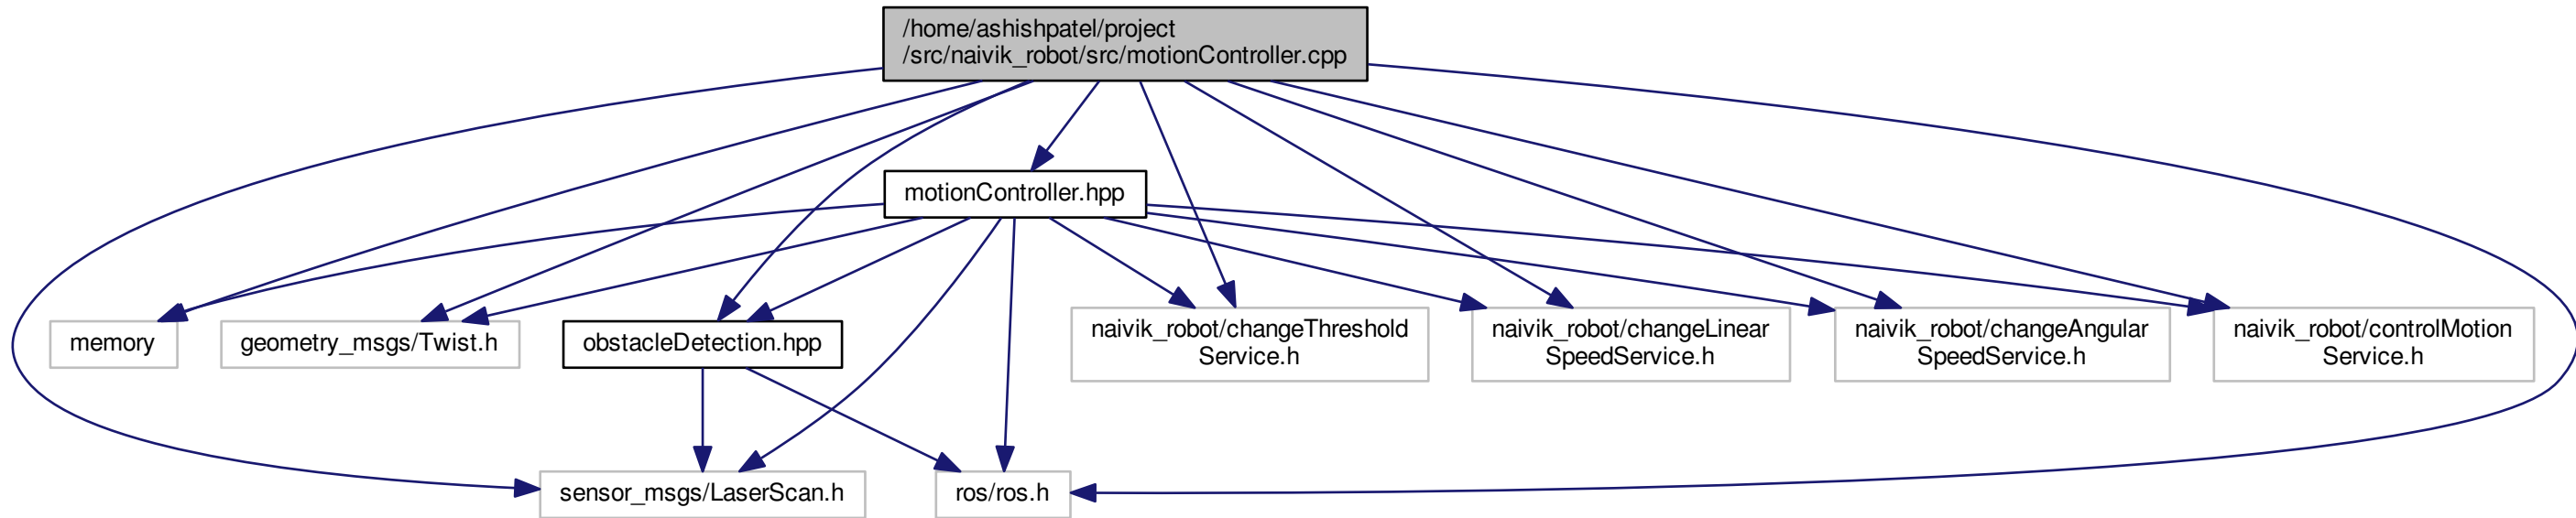 /home/ashishpatel/project
/src/naivik_robot/src/motionController.cpp
motionController.hpp
memory
geometry_msgs/Twist.h
obstacleDetection.hpp
naivik_robot/changeThreshold
Service.h
naivik_robot/changeLinear
SpeedService.h
naivik_robot/changeAngular
SpeedService.h
naivik_robot/controlMotion
Service.h
sensor_msgs/LaserScan.h
ros/ros.h